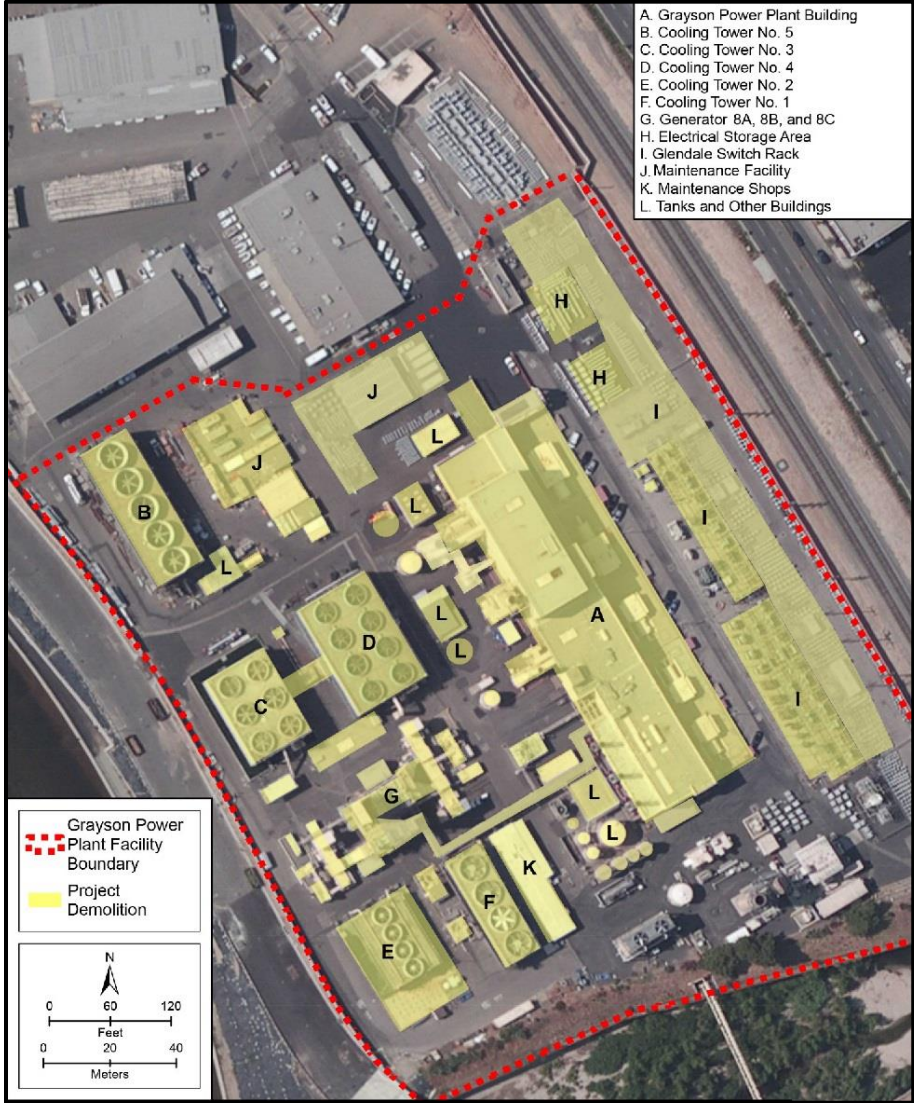 A. Grayson Power Plant Building
B. Cooling Tower No. 5
C. Cooling Tower No. 3
D. Cooling Tower No. 4
E. Cooling Tower No. 2
F. Cooling Tower No. 1
G. Generator 8A, 8B, and 8C
H. Electrical Storage Area
I. Glendale Switch Rack
J. Maintenance Facility
K. Maintenance Shops
L. Tanks and Other Buildings
H
H
J
I
L
J
L
B
I
L
L
A
D
L
C
I
G
L
L
K
F
E
Grayson Power
Plant Facility
Boundary
Project
Demolition
N
0 60 120
Feet
0 20 40
Meters